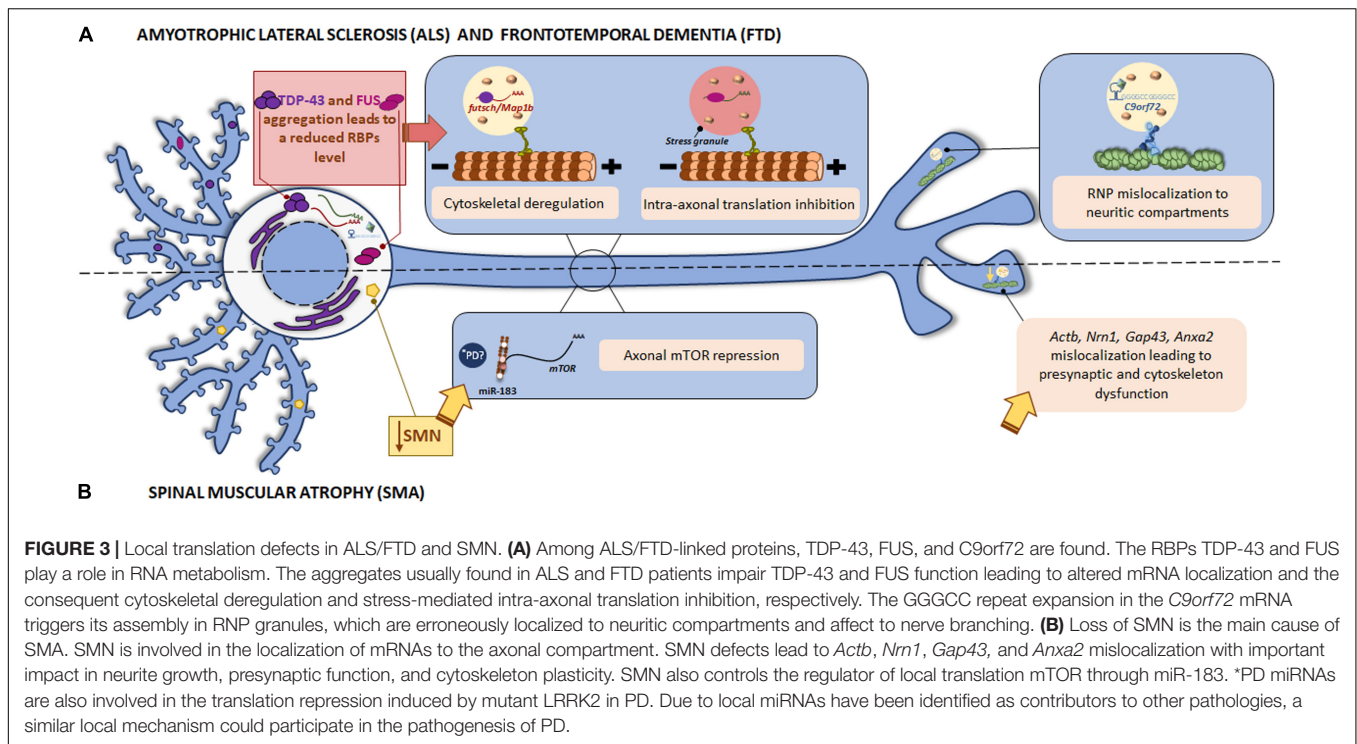 A AMYOTROPHIC LATERAL SCLEROSIS (ALS) AND FRONTOTEMPORAL DEMENTIA (FTD)
TDP-43 and FUS
aggregation leads to
a reduced RBPs
level
AAA
AAA
AAA
futsch/Map1b
- +
Cytoskeletal deregulation
AAA
Stress granule
- +
Intra-axonal translation inhibition
GGGGCCGGGGCC
C9orf72
RNP mislocalization to
neuritic compartments
*PD?
miR-183
mTOR
AAA
Axonal mTOR repression
↓SMN
Actb, Nrn1, Gap43, Anxa2
mislocalization leading to
presynaptic and cytoskeleton
dysfunction
B SPINAL MUSCULAR ATROPHY (SMA)
FIGURE 3 | Local translation defects in ALS/FTD and SMN. (A) Among ALS/FTD-linked proteins, TDP-43, FUS, and C9orf72 are found. The RBPs TDP-43 and FUS
play a role in RNA metabolism. The aggregates usually found in ALS and FTD patients impair TDP-43 and FUS function leading to altered mRNA localization and the
consequent cytoskeletal deregulation and stress-mediated intra-axonal translation inhibition, respectively. The GGGCC repeat expansion in the C9orf72 mRNA
triggers its assembly in RNP granules, which are erroneously localized to neuritic compartments and affect to nerve branching. (B) Loss of SMN is the main cause of
SMA. SMN is involved in the localization of mRNAs to the axonal compartment. SMN defects lead to Actb, Nrn1, Gap43, and Anxa2 mislocalization with important
impact in neurite growth, presynaptic function, and cytoskeleton plasticity. SMN also controls the regulator of local translation mTOR through miR-183. *PD miRNAs
are also involved in the translation repression induced by mutant LRRK2 in PD. Due to local miRNAs have been identified as contributors to other pathologies, a
similar local mechanism could participate in the pathogenesis of PD.